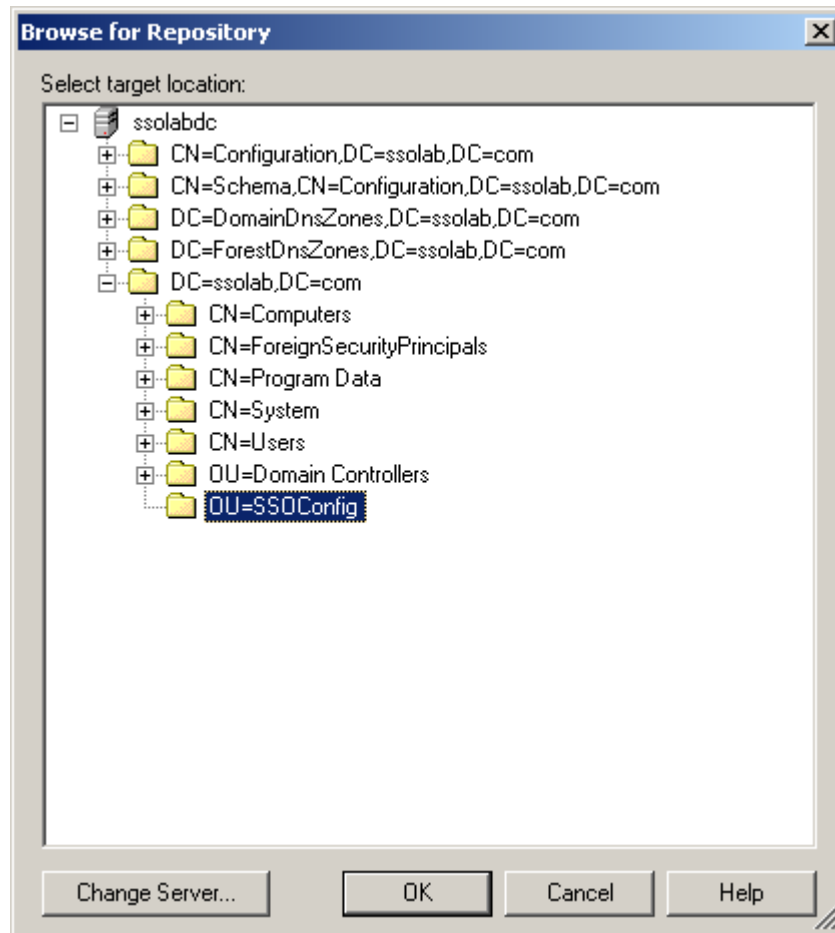 Browse for Repository
Select target location:
ssolabdc
CN=Configuration,DC=ssolab,DC=com
CN=Schema,CN=Configuration,DC=ssolab,DC=com
DC=DomainDnsZones,DC=ssolab,DC=com
DC=ForestDnsZones,DC=ssolab,DC=com
DC=ssolab,DC=com
CN=Computers
CN=ForeignSecurityPrincipals
CN=Program Data
CN=System
CN=Users
OU=Domain Controllers
OU=SSOConfig
Change Server... OK Cancel Help